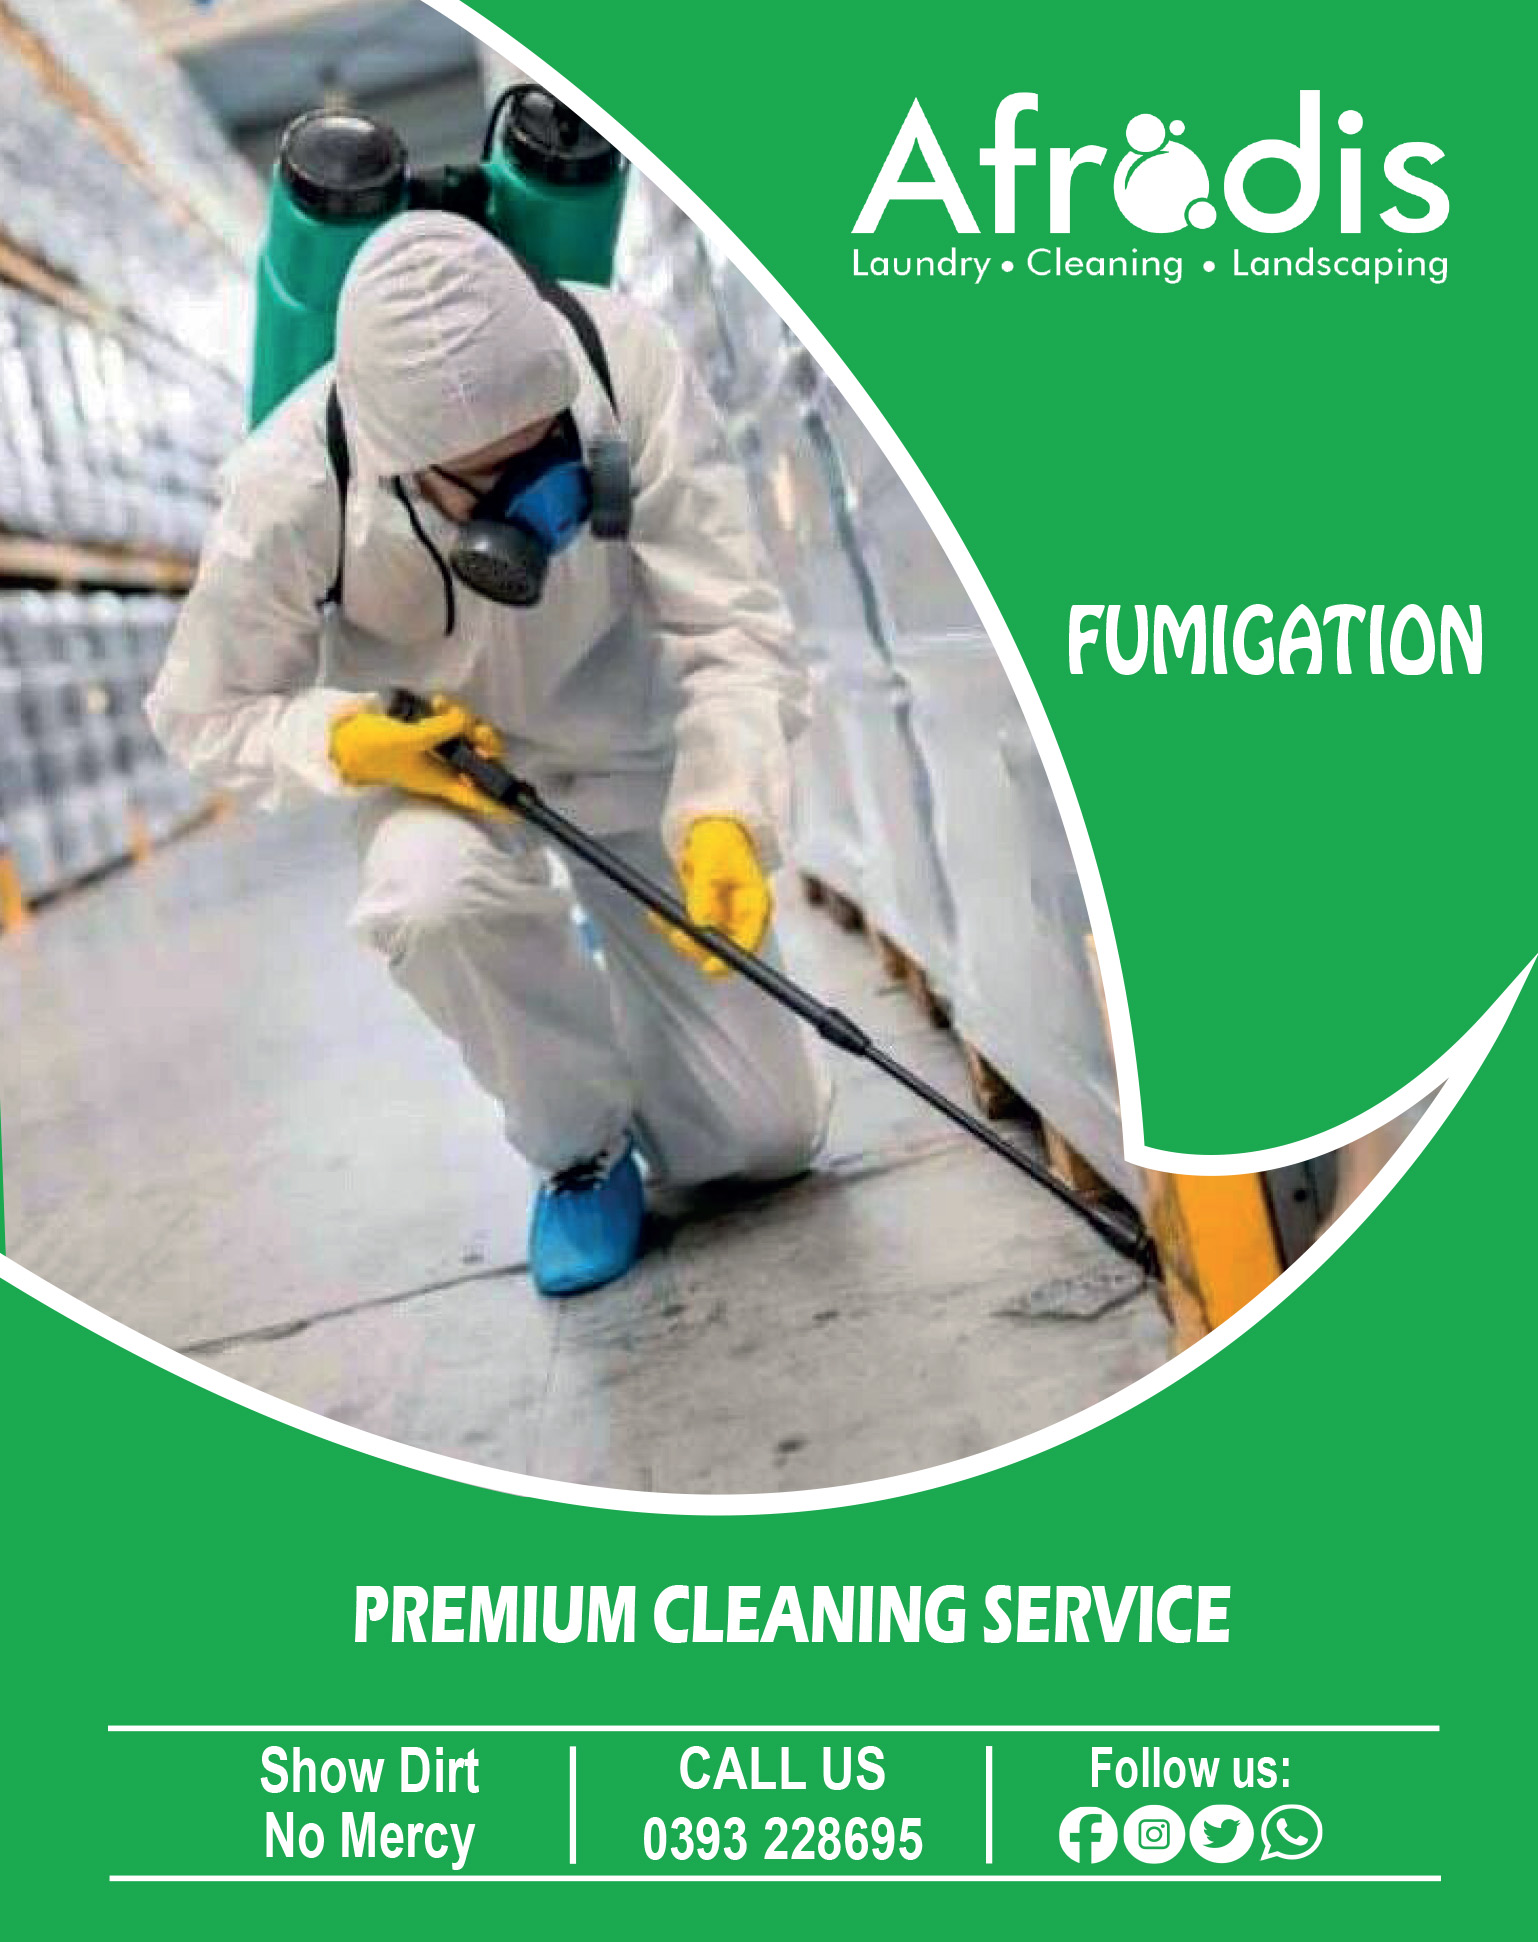 Afrodis
Laundry • Cleaning • Landscaping
FUMIGATION
PREMIUM CLEANING SERVICE
Show Dirt
No Mercy
CALL US
0393 228695
Follow us: